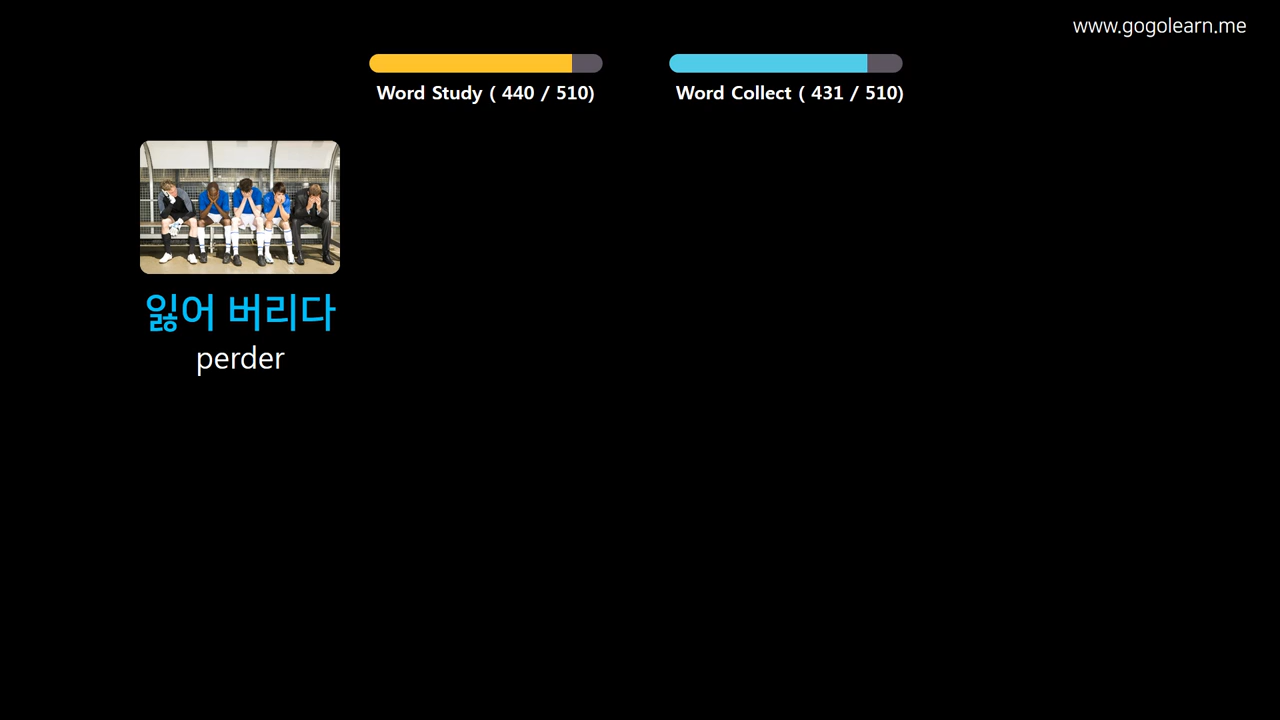 www.gogolearn.me
Word Study ( 440 / 510)
Word Collect ( 431 / 510)
잃어 버리다
perder